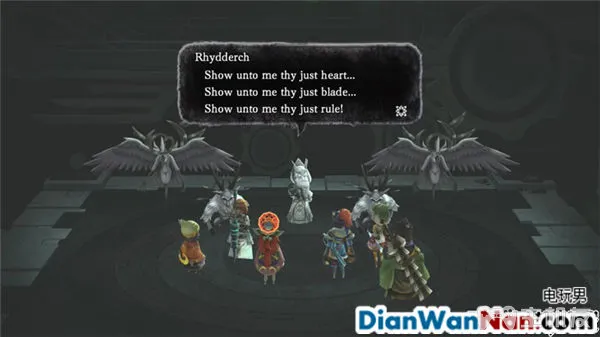 Rhydderch
Show unto me thy just heart...
Show unto me thy just blade...
Show unto me thy just rule!
电玩男
DianWanNan.com